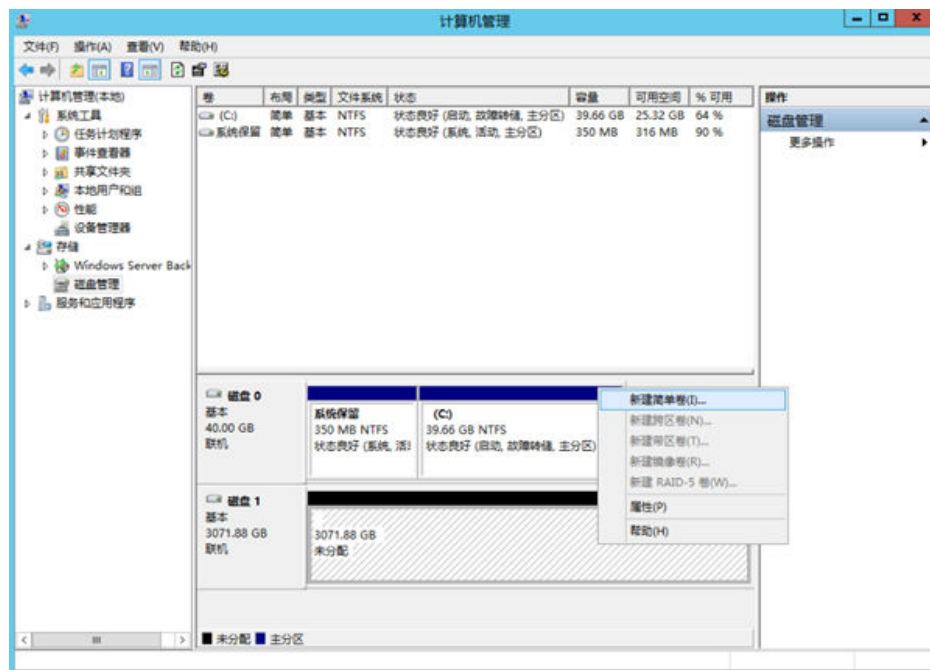 计算机管理
文件(F) 操作(A) 查看(V) 帮助(H)
计算机管理(本地)
系统工具
任务计划程序
事件查看器
共享文件夹
本地用户和组
性能
设备管理器
存储
Windows Server Back
磁盘管理
服务和应用程序
卷 布局 类型 文件系统 状态 容量 可用空间 % 可用
(C:) 简单 基本 NTFS 状态良好 (启动, 故障转储, 主分区) 39.66 GB 25.32 GB 64 %
系统保留 简单 基本 NTFS 状态良好 (系统, 活动, 主分区) 350 MB 316 MB 90 %
操作
磁盘管理
更多操作
磁盘 0
基本
40.00 GB
联机
系统保留
350 MB NTFS
状态良好 (系统, 活
(C:)
39.66 GB NTFS
状态良好 (启动, 故障转储, 主分区)
新建简单卷(I)...
新建跨区卷(N)...
新建带区卷(T)...
新建镜像卷(R)...
新建 RAID-5 卷(W)...
属性(P)
帮助(H)
磁盘 1
基本
3071.88 GB
联机
3071.88 GB
未分配
未分配 主分区